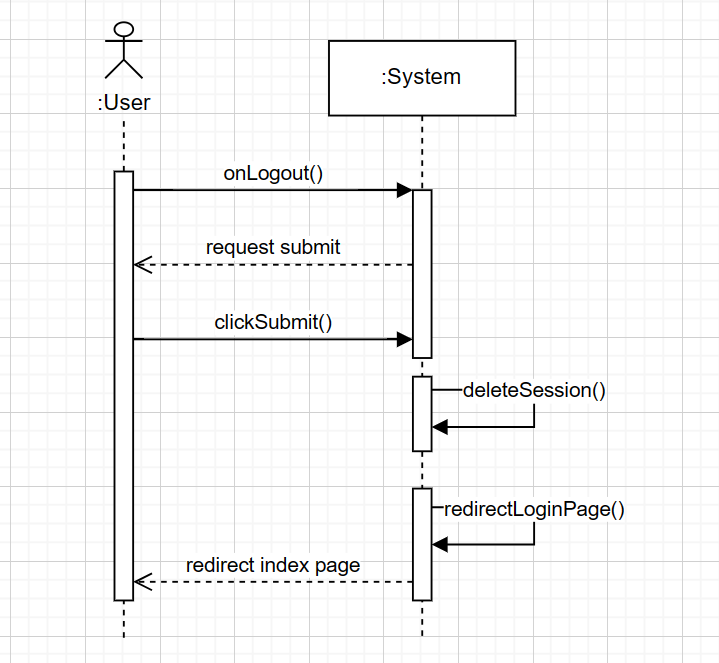 :User
:System
onLogout()
request submit
clickSubmit()
deleteSession()
redirectLoginPage()
redirect index page